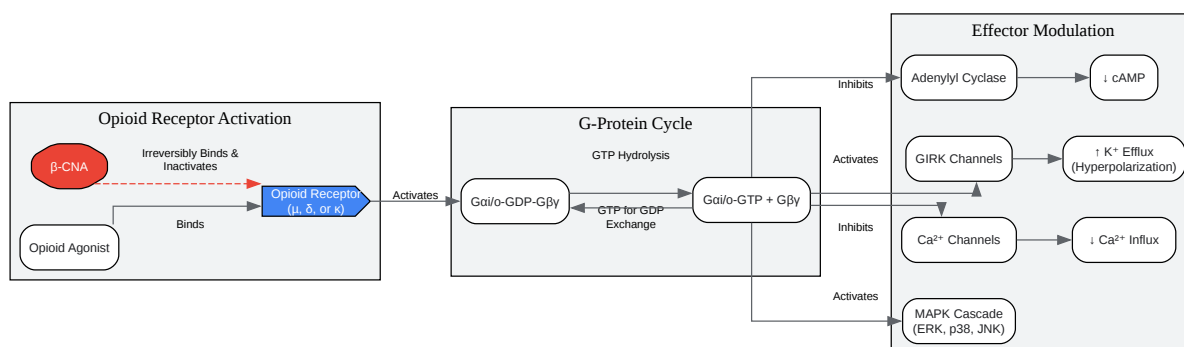 Opioid Receptor Activation
β-CNA
Irreversibly Binds &
Inactivates
Opioid Receptor
(μ, δ, or κ)
Binds
Opioid Agonist
Activates
G-Protein Cycle
GTP Hydrolysis
Gαi/o-GDP-Gβγ
GTP for GDP
Exchange
Gαi/o-GTP + Gβγ
Inhibits
Activates
Inhibits
Activates
Effector Modulation
Adenylyl Cyclase
↓ cAMP
GIRK Channels
↑ K⁺ Efflux
(Hyperpolarization)
Ca²⁺ Channels
↓ Ca²⁺ Influx
MAPK Cascade
(ERK, p38, JNK)